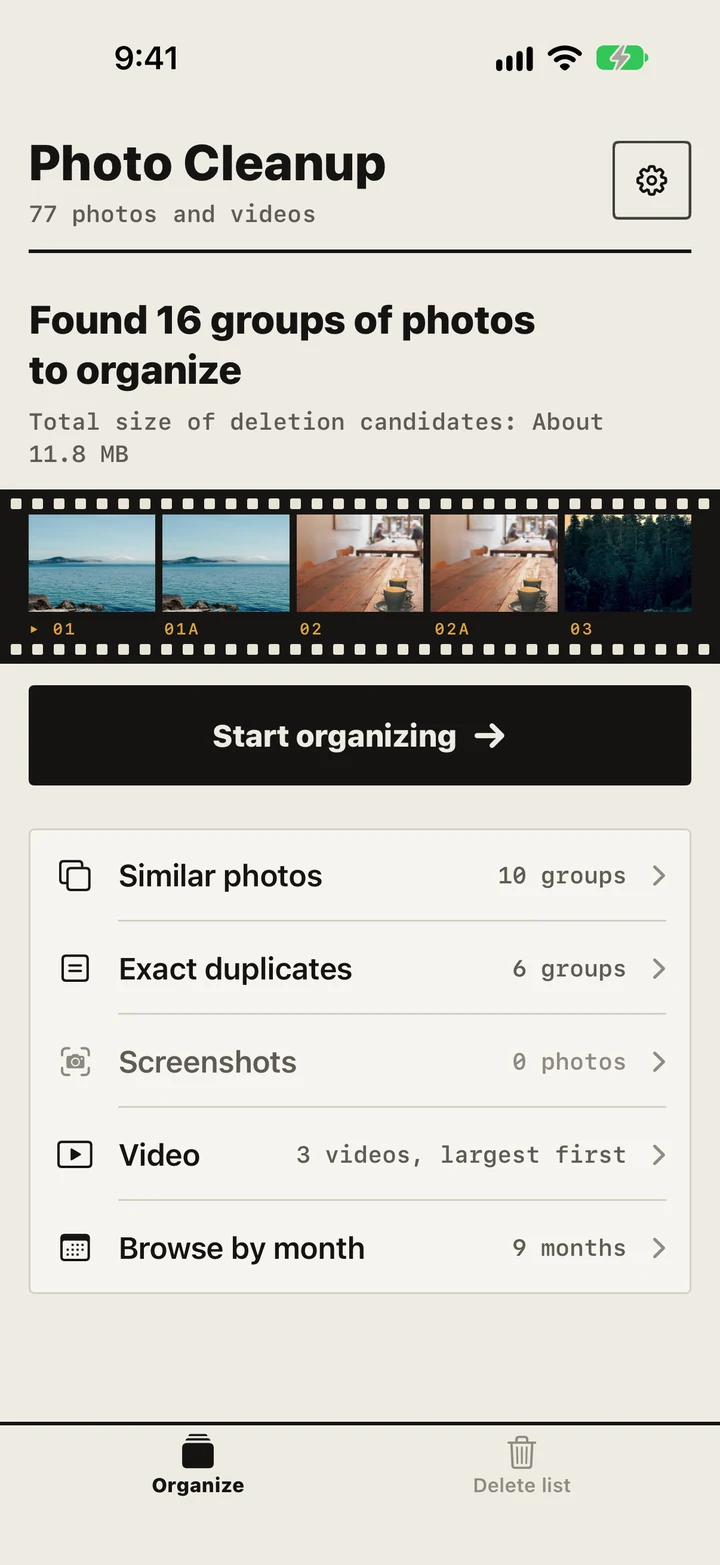 9:41
Photo Cleanup
77 photos and videos
Found 16 groups of photos
to organize
Total size of deletion candidates: About
11.8 MB
01 01A 02 02A 03
Start organizing
Similar photos 10 groups
Exact duplicates 6 groups
Screenshots 0 photos
Video 3 videos, largest first
Browse by month 9 months
Organize Delete list